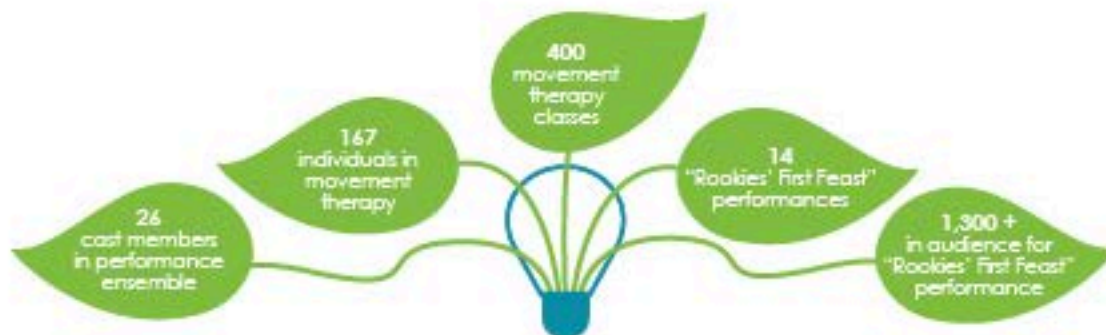 26
cast members
in performance
ensemble
167
individuals in
movement
therapy
400
movement
therapy
classes
14
“Rookies’ First Feast”
performances
1,300 +
in audience for
“Rookies’ First Feast”
performance